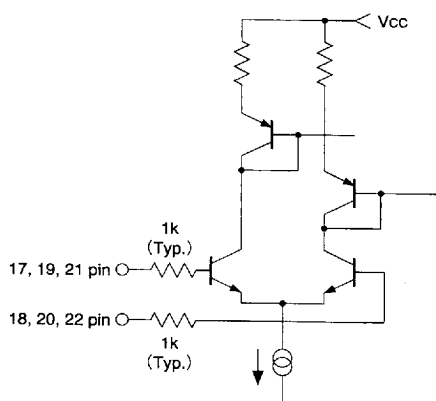 Vcc
1k
(Typ.)
17, 19, 21 pin
18, 20, 22 pin
1k
(Typ.)